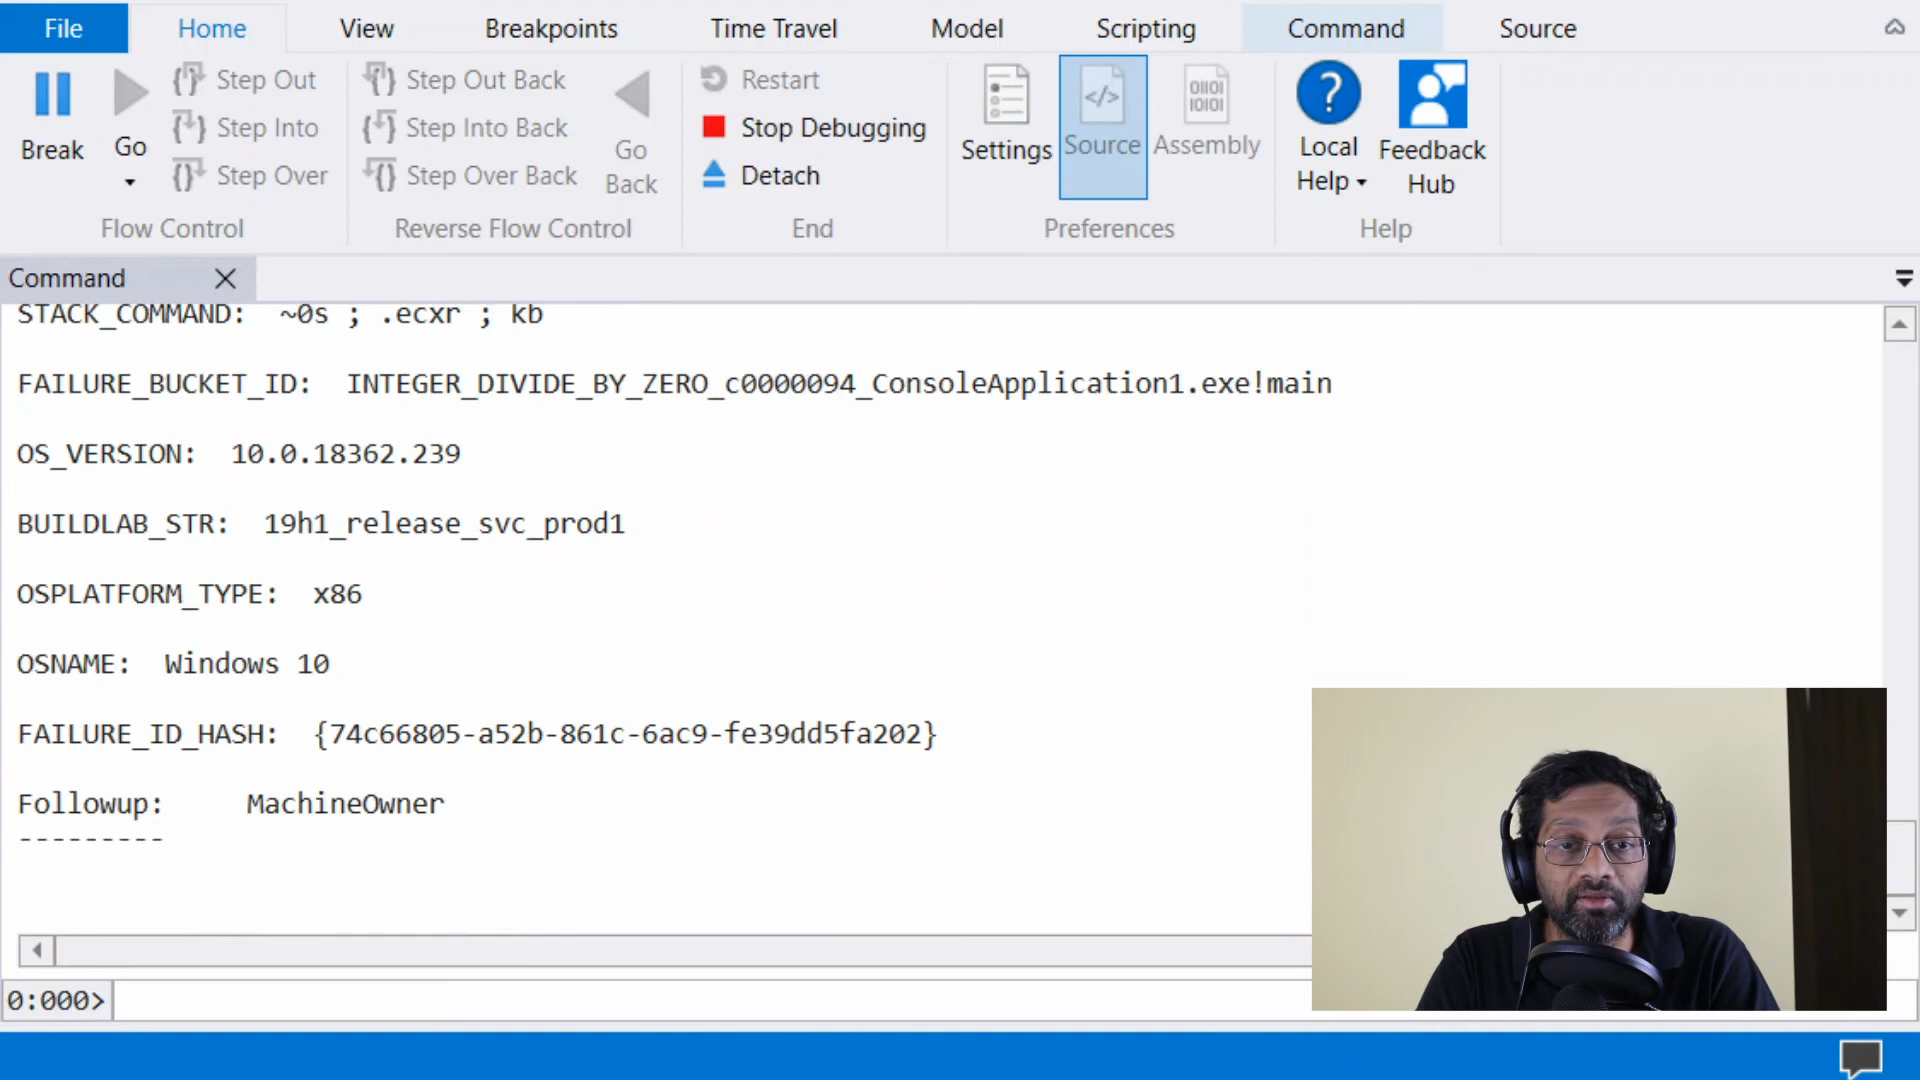 File Home View Breakpoints Time Travel Model Scripting Command Source
Break
Go
Step Out
Step Into
Step Over
Flow Control
Step Out Back
Step Into Back
Step Over Back
Go
Back
Reverse Flow Control
Restart
Stop Debugging
Detach
End
Settings
</>
Source
01101
10101
Assembly
Preferences
?
Local
Help
Feedback
Hub
Help
Command
STACK_COMMAND:  ~0s ; .ecxr ; kb
FAILURE_BUCKET_ID:  INTEGER_DIVIDE_BY_ZERO_c0000094_ConsoleApplication1.exe!main
OS_VERSION:  10.0.18362.239
BUILDLAB_STR:  19h1_release_svc_prod1
OSPLATFORM_TYPE:  x86
OSNAME:  Windows 10
FAILURE_ID_HASH:  {74c66805-a52b-861c-6ac9-fe39dd5fa202}
Followup:     MachineOwner
---------
0:000>